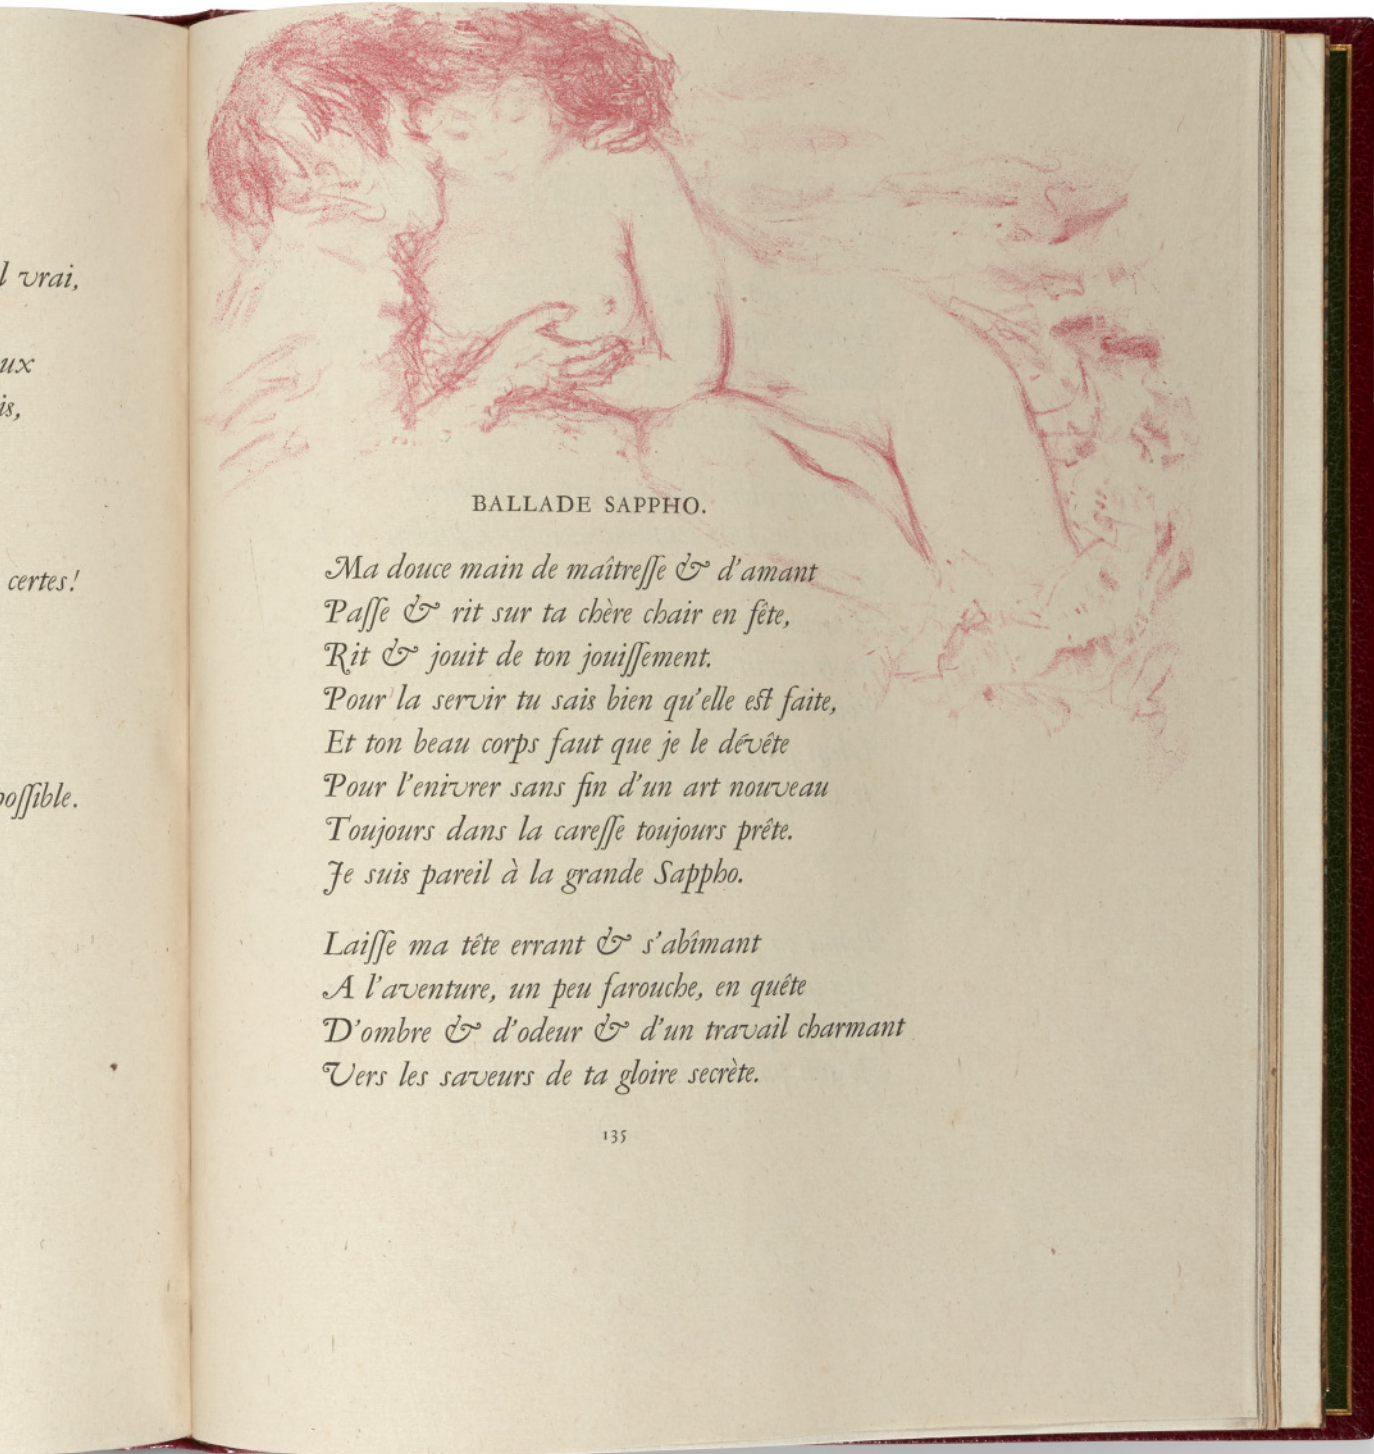 l vrai,
ux
is,
certes!
possible.
BALLADE SAPPHO.
Ma douce main de maîtreſſe & d'amant
Paſſe & rit sur ta chère chair en fête,
Rit & jouit de ton jouiſſement.
Pour la servir tu sais bien qu'elle est faite,
Et ton beau corps faut que je le dévête
Pour l'enivrer sans fin d'un art nouveau
Toujours dans la careſſe toujours prête.
Je suis pareil à la grande Sappho.
Laiſſe ma tête errant & s'abîmant
A l'aventure, un peu farouche, en quête
D'ombre & d'odeur & d'un travail charmant
Vers les saveurs de ta gloire secrète.
135